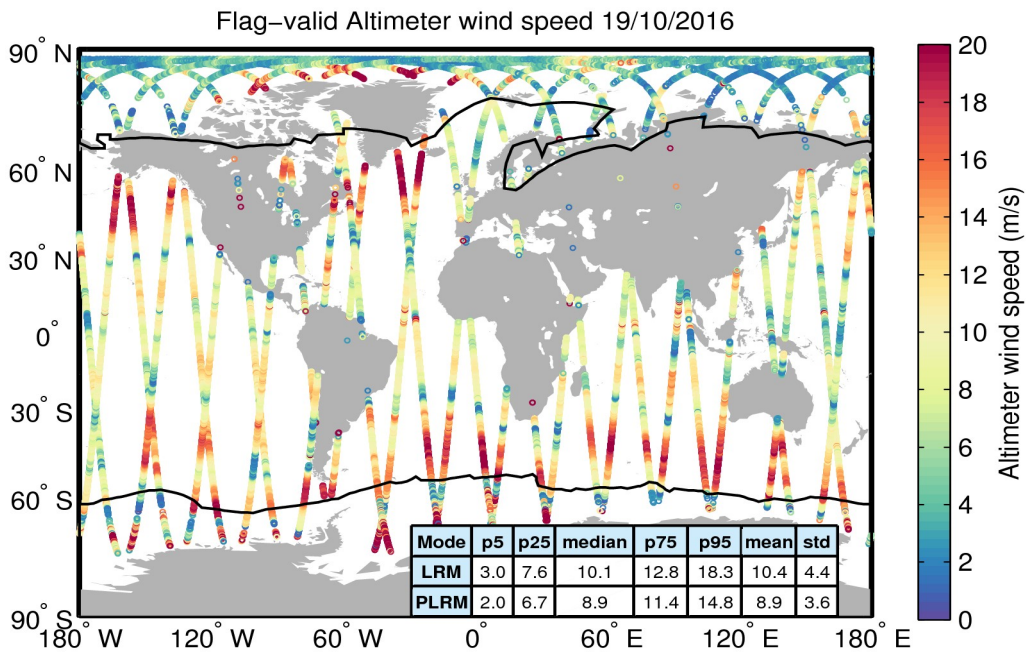 Flag−valid Altimeter wind speed 19/10/2016
90° N
60° N
30° N
0°
30° S
60° S
90° S
180° W
120° W
60° W
0°
60° E
120° E
180° E
Mode p5 p25 median p75 p95 mean std
LRM 3.0 7.6 10.1 12.8 18.3 10.4 4.4
PLRM 2.0 6.7 8.9 11.4 14.8 8.9 3.6
20
18
16
14
12
10
8
6
4
2
0
Altimeter wind speed (m/s)